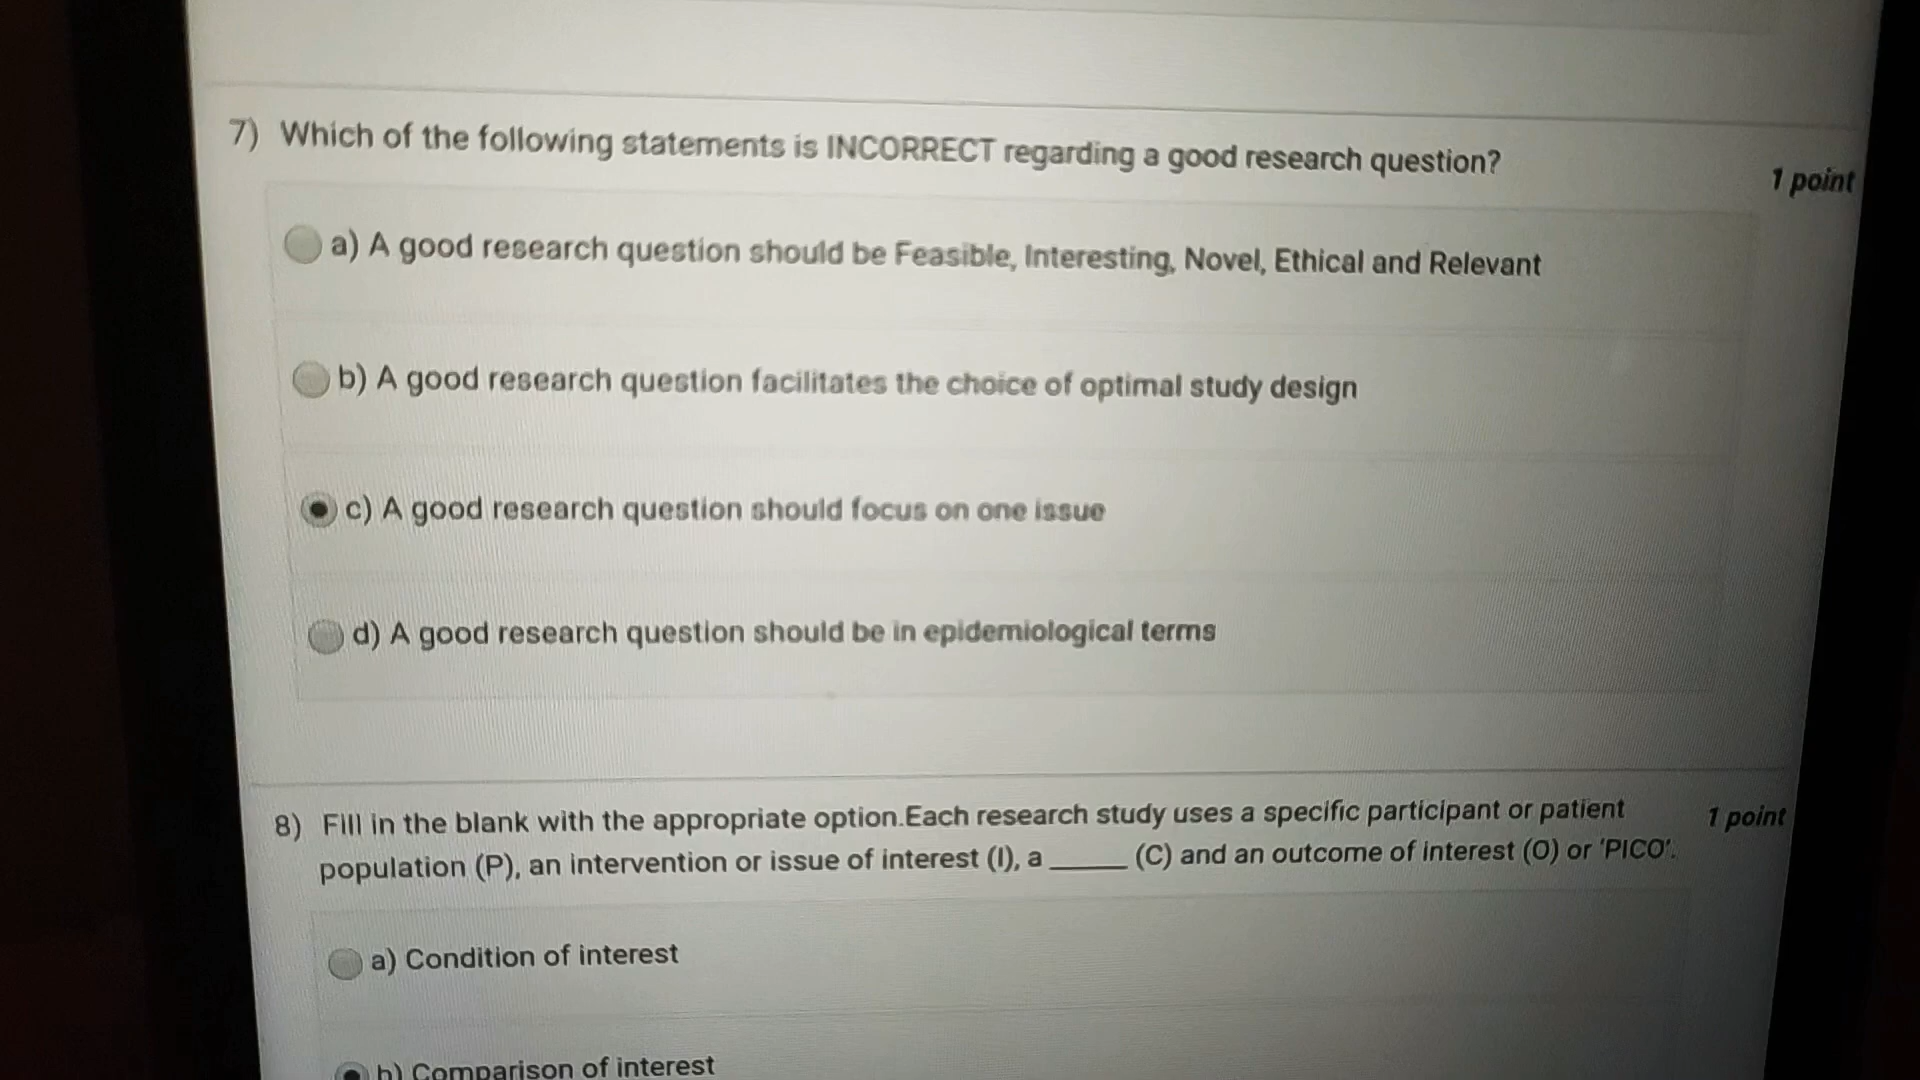 7) Which of the following statements is INCORRECT regarding a good research question?
1 point
a) A good research question should be Feasible, Interesting, Novel, Ethical and Relevant
b) A good research question facilitates the choice of optimal study design
c) A good research question should focus on one issue
d) A good research question should be in epidemiological terms
8) Fill in the blank with the appropriate option.Each research study uses a specific participant or patient
1 point
population (P), an intervention or issue of interest (I), a _____ (C) and an outcome of interest (O) or 'PICO'.
a) Condition of interest
b) Comparison of interest